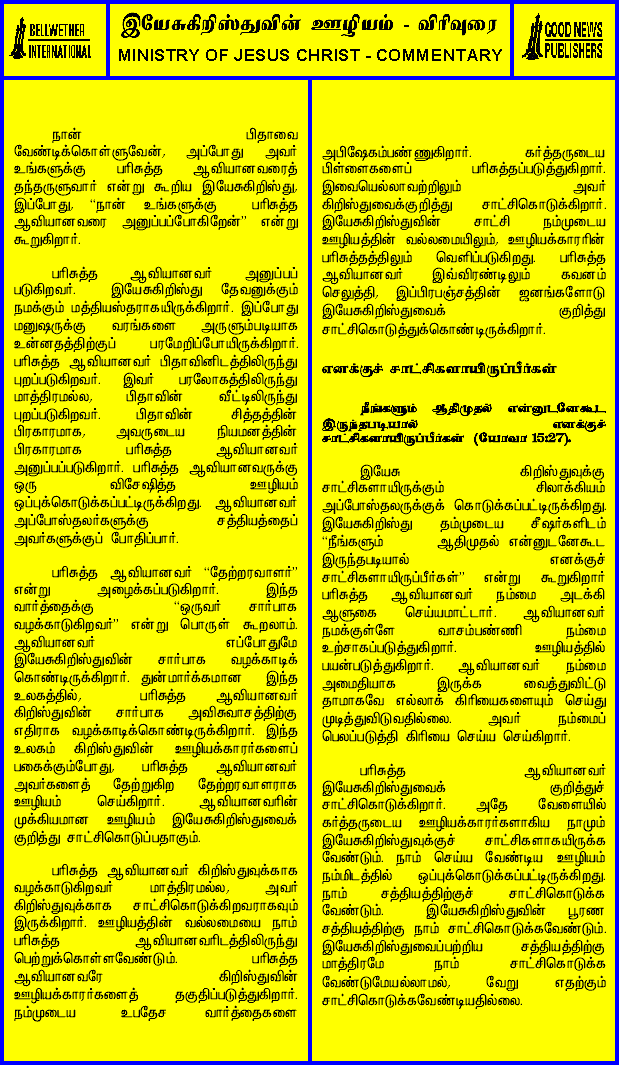 BELLWETHER
INTERNATIONAL
இயேசுகிறிஸ்துவின் ஊழியம் - விரிவுரை
MINISTRY OF JESUS CHRIST - COMMENTARY
GOOD NEWS
PUBLISHERS
நான் பிதாவை
வேண்டிக்கொள்ளுவேன், அப்போது அவர்
உங்களுக்கு பரிசுத்த ஆவியானவரைத்
தந்தருளுவார் என்று கூறிய இயேசுகிறிஸ்து,
இப்போது, “நான் உங்களுக்கு பரிசுத்த
ஆவியானவரை அனுப்பப்போகிறேன்” என்று
கூறுகிறார்.
பரிசுத்த ஆவியானவர் அனுப்பப்
படுகிறவர். இயேசுகிறிஸ்து தேவனுக்கும்
நமக்கும் மத்தியஸ்தராகயிருக்கிறார். இப்போது
மனுஷருக்கு வரங்களை அருளும்படியாக
உன்னதத்திற்குப் பரமேறிப்போயிருக்கிறார்.
பரிசுத்த ஆவியானவர் பிதாவினிடத்திலிருந்து
புறப்படுகிறவர். இவர் பரலோகத்திலிருந்து
மாத்திரமல்ல, பிதாவின் வீட்டிலிருந்து
புறப்படுகிறவர். பிதாவின் சித்தத்தின்
பிரகாரமாக, அவருடைய நியமனத்தின்
பிரகாரமாக பரிசுத்த ஆவியானவர்
அனுப்பப்படுகிறார். பரிசுத்த ஆவியானவருக்கு
ஒரு விசேஷித்த ஊழியம்
ஒப்புக்கொடுக்கப்பட்டிருக்கிறது. ஆவியானவர்
அப்போஸ்தலர்களுக்கு சத்தியத்தைப்
அவர்களுக்குப் போதிப்பார்.
பரிசுத்த ஆவியானவர் “தேற்றரவாளர்”
என்று அழைக்கப்படுகிறார். இந்த
வார்த்தைக்கு “ஒருவர் சார்பாக
வழக்காடுகிறவர்” என்று பொருள் கூறலாம்.
ஆவியானவர் எப்போதுமே
இயேசுகிறிஸ்துவின் சார்பாக வழக்காடிக்
கொண்டிருக்கிறார். துன்மார்க்கமான இந்த
உலகத்தில், பரிசுத்த ஆவியானவர்
கிறிஸ்துவின் சார்பாக அவிசுவாசத்திற்கு
எதிராக வழக்காடிக்கொண்டிருக்கிறார். இந்த
உலகம் கிறிஸ்துவின் ஊழியக்காரர்களைப்
பகைக்கும்போது, பரிசுத்த ஆவியானவர்
அவர்களைத் தேற்றுகிற தேற்றரவாளராக
ஊழியம் செய்கிறார். ஆவியானவரின்
முக்கியமான ஊழியம் இயேசுகிறிஸ்துவைக்
குறித்து சாட்சிகொடுப்பதாகும்.
பரிசுத்த ஆவியானவர் கிறிஸ்துவுக்காக
வழக்காடுகிறவர் மாத்திரமல்ல, அவர்
கிறிஸ்துவுக்காக சாட்சிகொடுக்கிறவராகவும்
இருக்கிறார். ஊழியத்தின் வல்லமையை நாம்
பரிசுத்த ஆவியானவரிடத்திலிருந்து
பெற்றுக்கொள்ளவேண்டும். பரிசுத்த
ஆவியானவரே கிறிஸ்துவின்
ஊழியக்காரர்களைத் தகுதிப்படுத்துகிறார்.
நம்முடைய உபதேச வார்த்தைகளை
அபிஷேகம்பண்ணுகிறார். கர்த்தருடைய
பிள்ளைகளைப் பரிசுத்தப்படுத்துகிறார்.
இவையெல்லாவற்றிலும் அவர்
கிறிஸ்துவைக்குறித்து சாட்சிகொடுக்கிறார்.
இயேசுகிறிஸ்துவின் சாட்சி நம்முடைய
ஊழியத்தின் வல்லமையிலும், ஊழியக்காரரின்
பரிசுத்தத்திலும் வெளிப்படுகிறது. பரிசுத்த
ஆவியானவர் இவ்விரண்டிலும் கவனம்
செலுத்தி, இப்பிரபஞ்சத்தின் ஜனங்களோடு
இயேசுகிறிஸ்துவைக் குறித்து
சாட்சிகொடுத்துக்கொண்டிருக்கிறார்.
எனக்குச் சாட்சிகளாயிருப்பீர்கள்
நீங்களும் ஆதிமுதல் என்னுடனேகூட
இருந்தபடியால் எனக்குச்
சாட்சிகளாயிருப்பீர்கள் (யோவா 15:27).
இயேசு கிறிஸ்துவுக்கு
சாட்சிகளாயிருக்கும் சிலாக்கியம்
அப்போஸ்தலருக்குக் கொடுக்கப்பட்டிருக்கிறது.
இயேசுகிறிஸ்து தம்முடைய சீஷர்களிடம்
“நீங்களும் ஆதிமுதல் என்னுடனேகூட
இருந்தபடியால் எனக்குச்
சாட்சிகளாயிருப்பீர்கள்” என்று கூறுகிறார்
பரிசுத்த ஆவியானவர் நம்மை அடக்கி
ஆளுகை செய்யமாட்டார். ஆவியானவர்
நமக்குள்ளே வாசம்பண்ணி நம்மை
உற்சாகப்படுத்துகிறார். ஊழியத்தில்
பயன்படுத்துகிறார். ஆவியானவர் நம்மை
அமைதியாக இருக்க வைத்துவிட்டு
தாமாகவே எல்லாக் கிரியைகளையும் செய்து
முடித்துவிடுவதில்லை. அவர் நம்மைப்
பெலப்படுத்தி கிரியை செய்ய செய்கிறார்.
பரிசுத்த ஆவியானவர்
இயேசுகிறிஸ்துவைக் குறித்துச்
சாட்சிகொடுக்கிறார். அதே வேளையில்
கர்த்தருடைய ஊழியக்காரர்களாகிய நாமும்
இயேசுகிறிஸ்துவுக்குச் சாட்சிகளாகயிருக்க
வேண்டும். நாம் செய்ய வேண்டிய ஊழியம்
நம்மிடத்தில் ஒப்புக்கொடுக்கப்பட்டிருக்கிறது.
நாம் சத்தியத்திற்குச் சாட்சிகொடுக்க
வேண்டும். இயேசுகிறிஸ்துவின் பூரண
சத்தியத்திற்கு நாம் சாட்சிகொடுக்கவேண்டும்.
இயேசுகிறிஸ்துவைப்பற்றிய சத்தியத்திற்கு
மாத்திரமே நாம் சாட்சிகொடுக்க
வேண்டுமேயல்லாமல், வேறு எதற்கும்
சாட்சிகொடுக்கவேண்டியதில்லை.